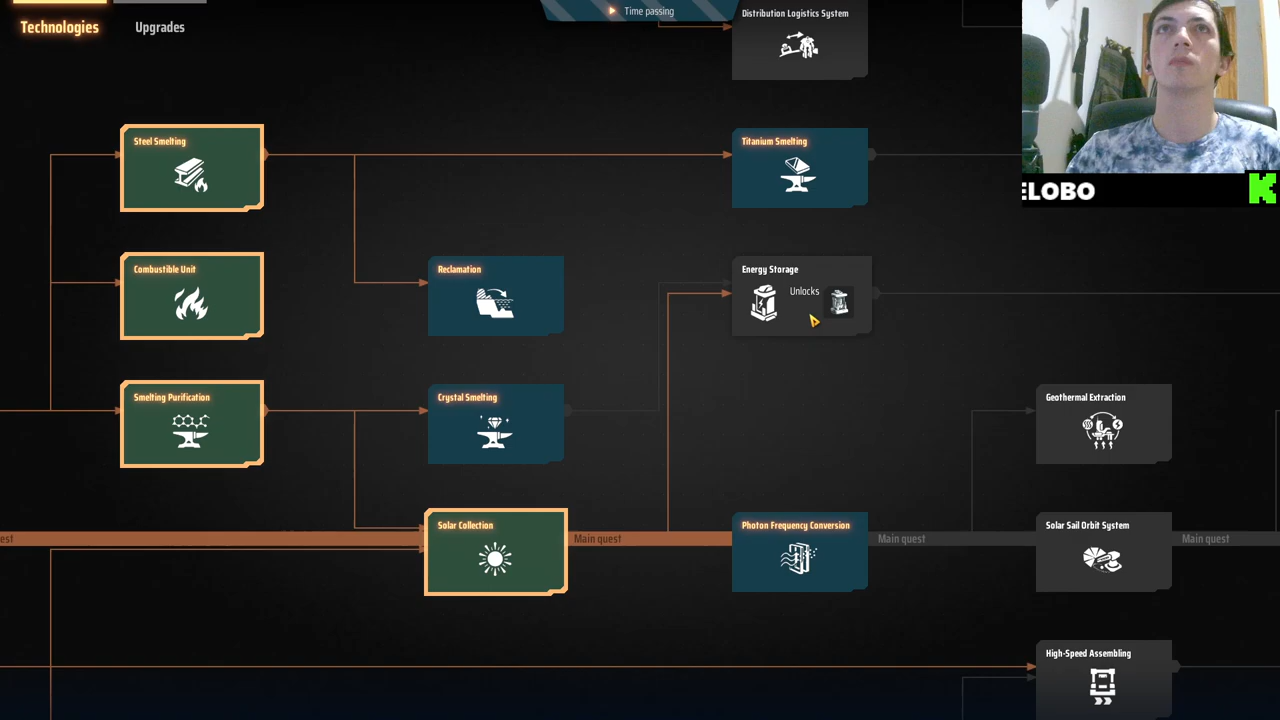 Technologies
Upgrades
Time passing
Distribution Logistics System
Steel Smelting
Titanium Smelting
ELOBO
Combustible Unit
Reclamation
Energy Storage
Unlocks
Smelting Purification
Crystal Smelting
Geothermal Extraction
Solar Collection
Photon Frequency Conversion
Solar Sail Orbit System
est
Main quest
Main quest
Main quest
High-Speed Assembling